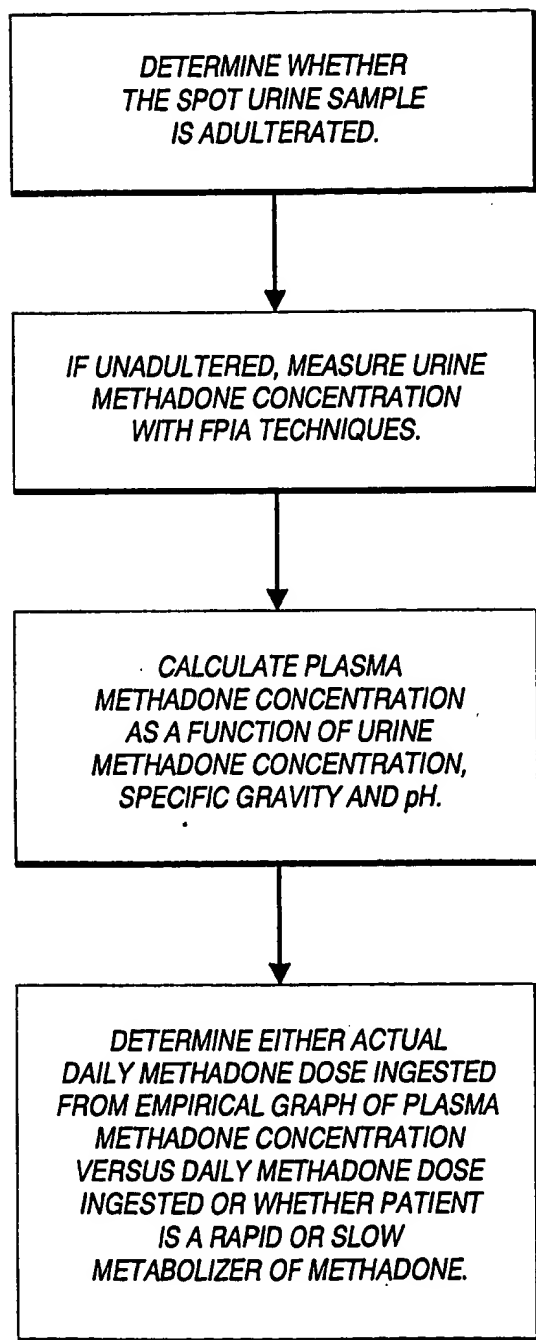 DETERMINE WHETHER
THE SPOT URINE SAMPLE
IS ADULTERATED.
IF UNADULTERED, MEASURE URINE
METHADONE CONCENTRATION
WITH FPIA TECHNIQUES.
CALCULATE PLASMA
METHADONE CONCENTRATION
AS A FUNCTION OF URINE
METHADONE CONCENTRATION,
SPECIFIC GRAVITY AND pH.
DETERMINE EITHER ACTUAL
DAILY METHADONE DOSE INGESTED
FROM EMPIRICAL GRAPH OF PLASMA
METHADONE CONCENTRATION
VERSUS DAILY METHADONE DOSE
INGESTED OR WHETHER PATIENT
IS A RAPID OR SLOW
METABOLIZER OF METHADONE.